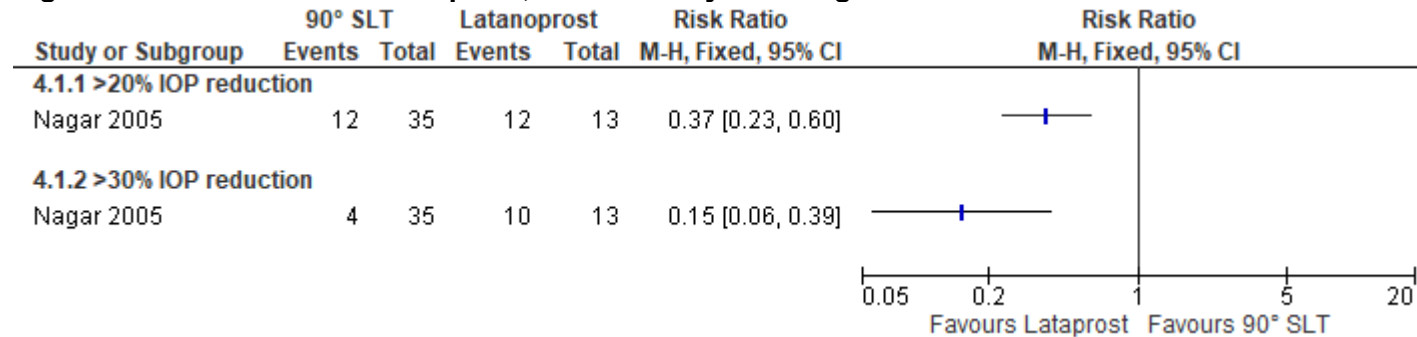 90° SLT Latanoprost Risk Ratio Risk Ratio
Study or Subgroup Events Total Events Total M-H, Fixed, 95% CI M-H, Fixed, 95% CI
4.1.1 >20% IOP reduction
Nagar 2005 12 35 12 13 0.37 [0.23, 0.60]
4.1.2 >30% IOP reduction
Nagar 2005 4 35 10 13 0.15 [0.06, 0.39]
0.05 0.2 1 5 20
Favours Lataprost Favours 90° SLT